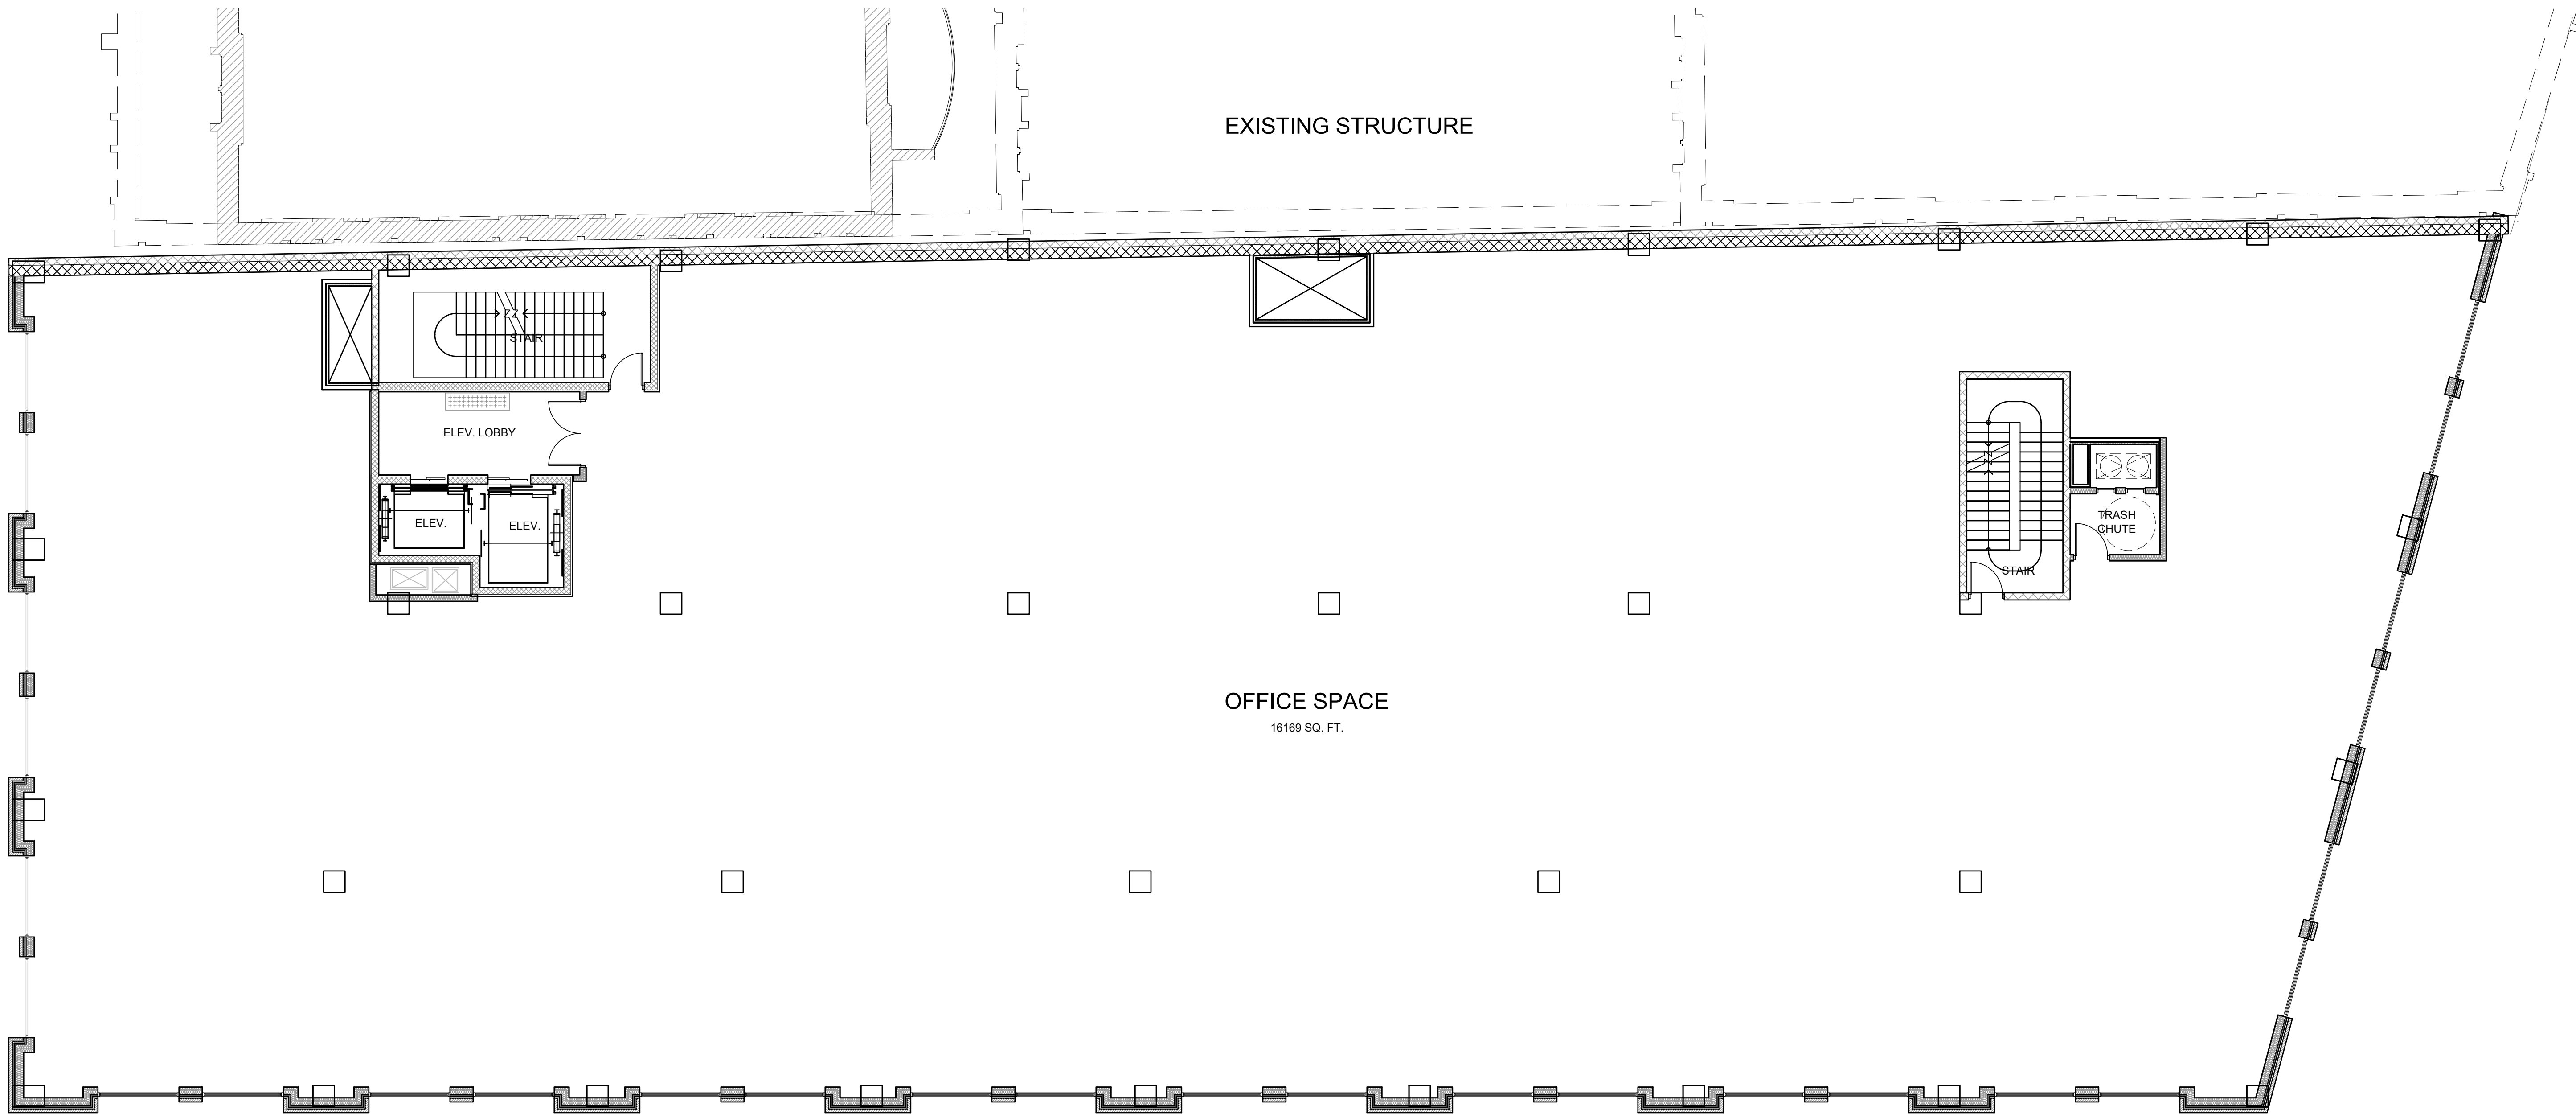 EXISTING STRUCTURE
STAIR
ELEV. LOBBY
ELEV.
ELEV.
TRASH
CHUTE
STAIR
OFFICE SPACE
16169 SQ. FT.